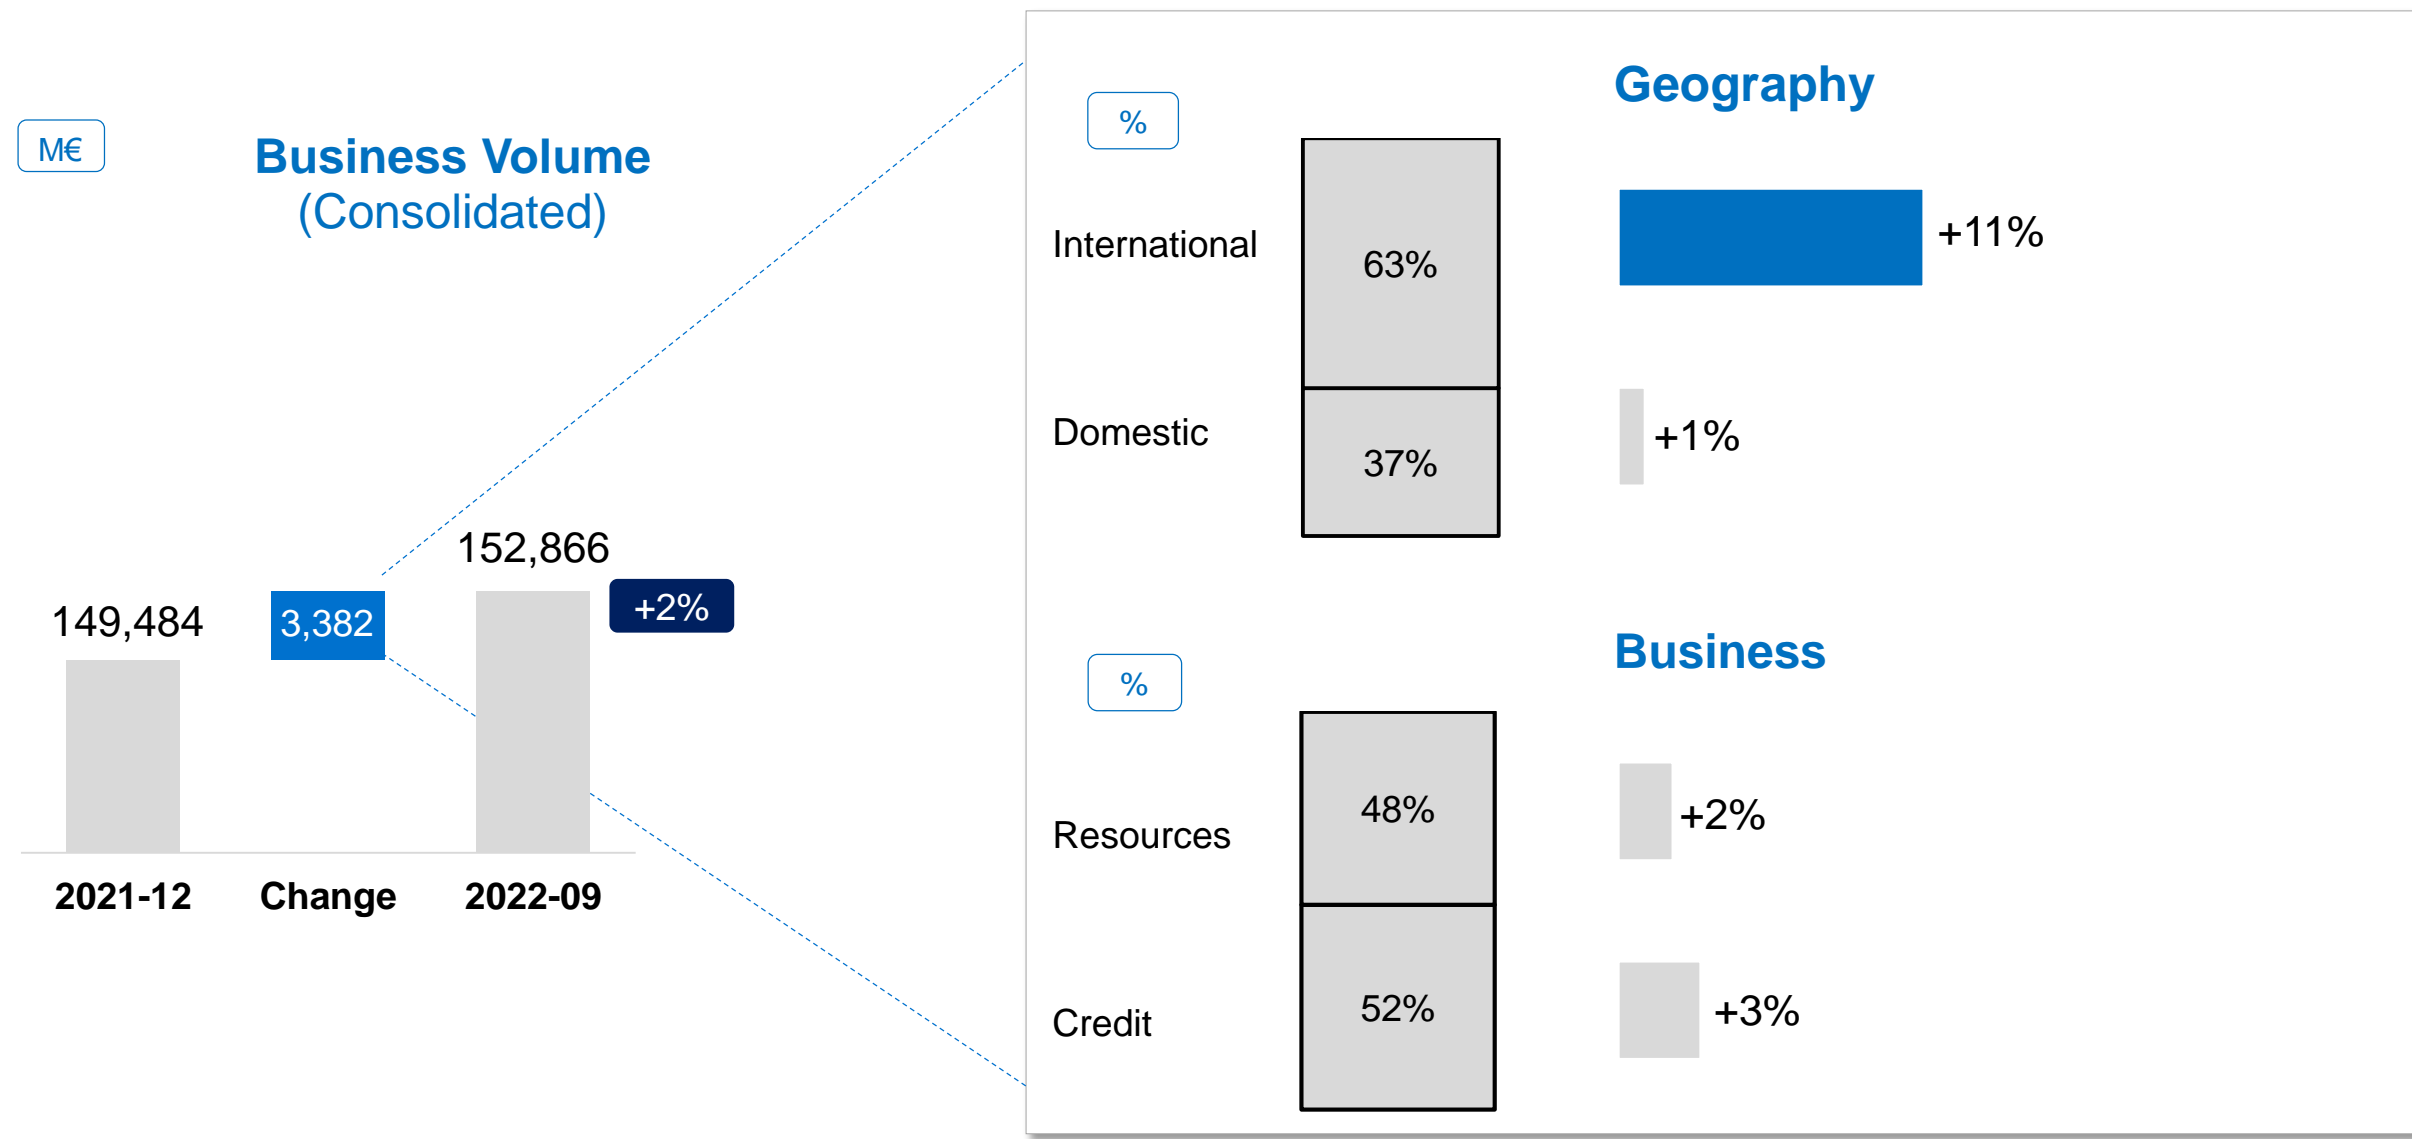 M€
Business Volume
(Consolidated)
149,484
3,382
152,866
+2%
2021-12
Change
2022-09
%
Geography
International
63%
+11%
Domestic
37%
+1%
%
Business
Resources
48%
+2%
Credit
52%
+3%